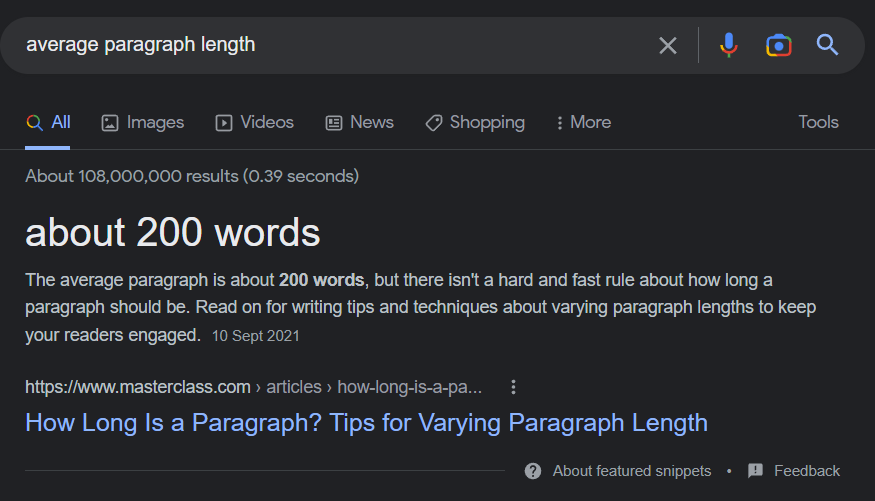 average paragraph length
All Images Videos News Shopping More Tools
About 108,000,000 results (0.39 seconds)
about 200 words
The average paragraph is about 200 words, but there isn't a hard and fast rule about how long a
paragraph should be. Read on for writing tips and techniques about varying paragraph lengths to keep
your readers engaged. 10 Sept 2021
https://www.masterclass.com › articles › how-long-is-a-pa...
How Long Is a Paragraph? Tips for Varying Paragraph Length
About featured snippets • Feedback